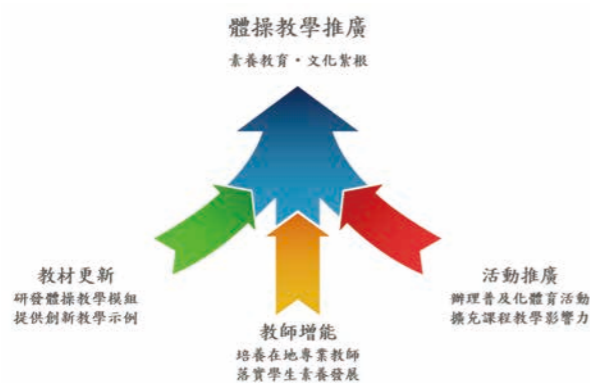 體操教學推廣
素養教育・文化紮根
教材更新
研發體操教學模組
提供創新教學示例
教師增能
培養在地專業教師
落實學生素養發展
活動推廣
辦理普及化體育活動
擴充課程教學影響力